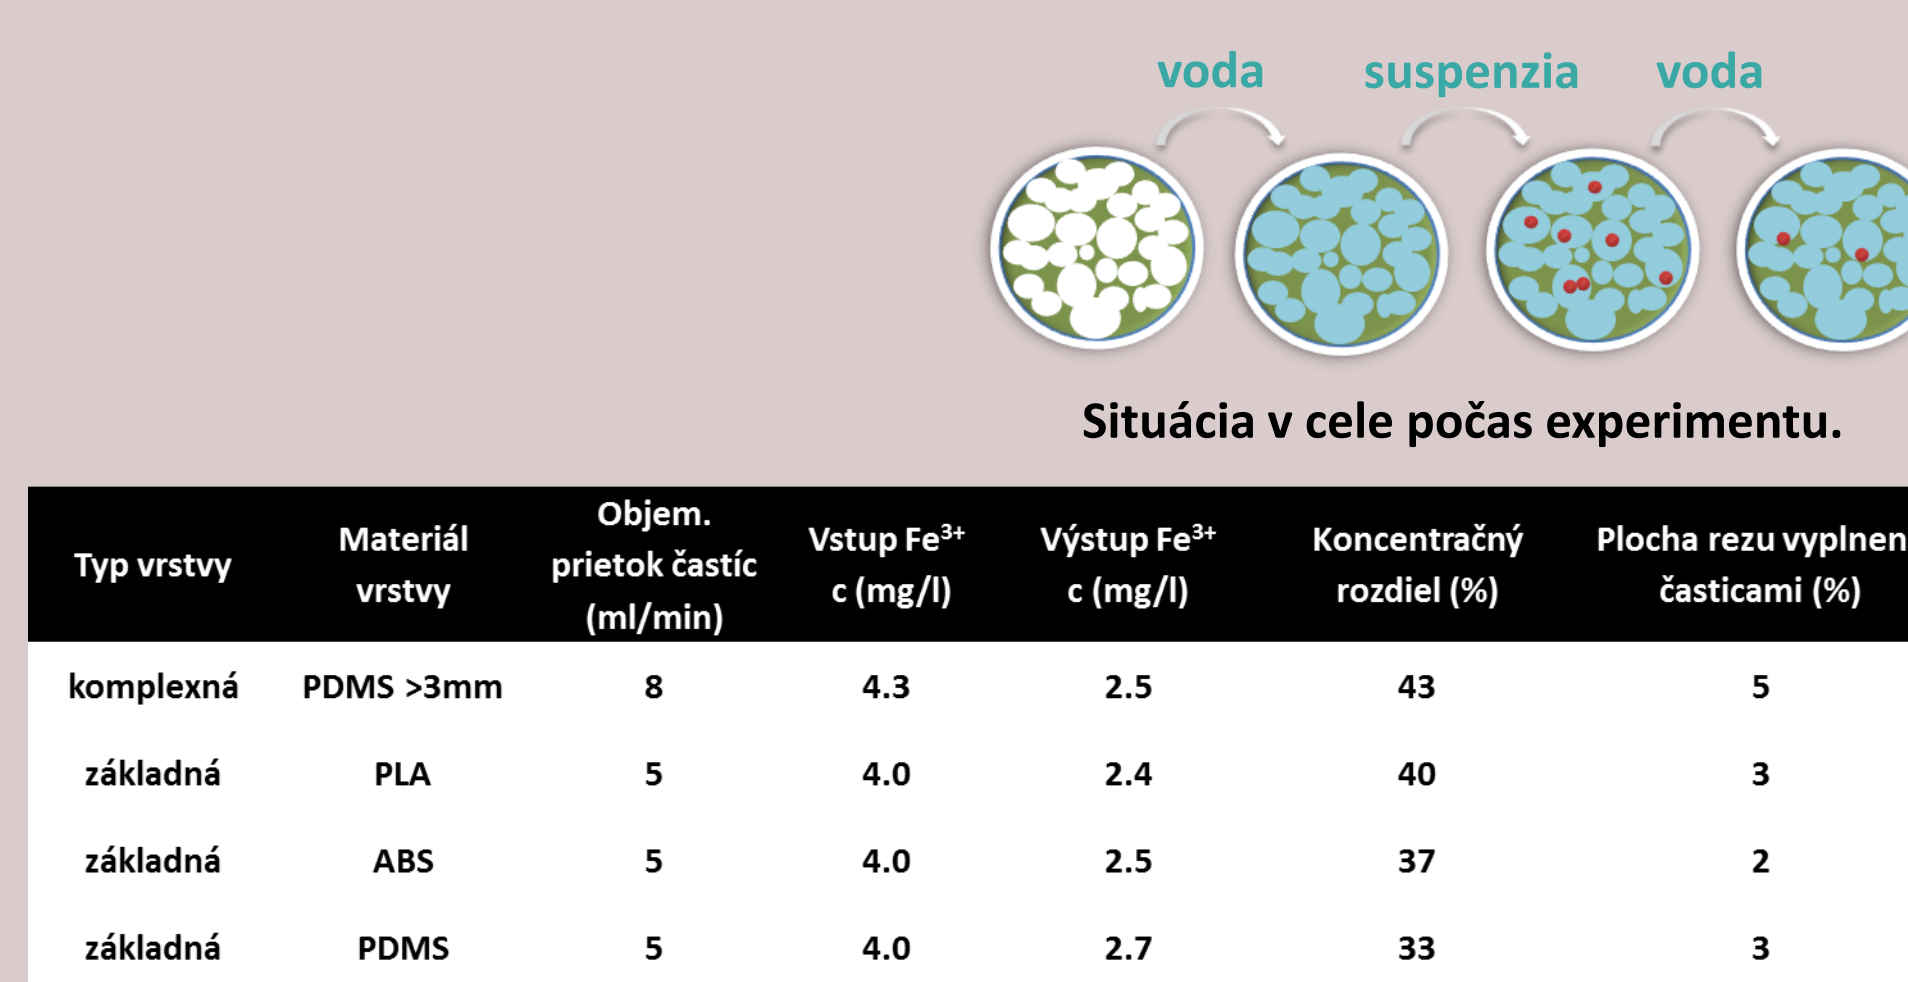 voda suspenzia voda
Situácia v cele počas experimentu.
Typ vrstvy Materiál vrstvy Objem. prietok častíc (ml/min) Vstup Fe³⁺ c (mg/l) Výstup Fe³⁺ c (mg/l) Koncentračný rozdiel (%) Plocha rezu vyplnen časticami (%)
komplexná PDMS >3mm 8 4.3 2.5 43 5
základná PLA 5 4.0 2.4 40 3
základná ABS 5 4.0 2.5 37 2
základná PDMS 5 4.0 2.7 33 3